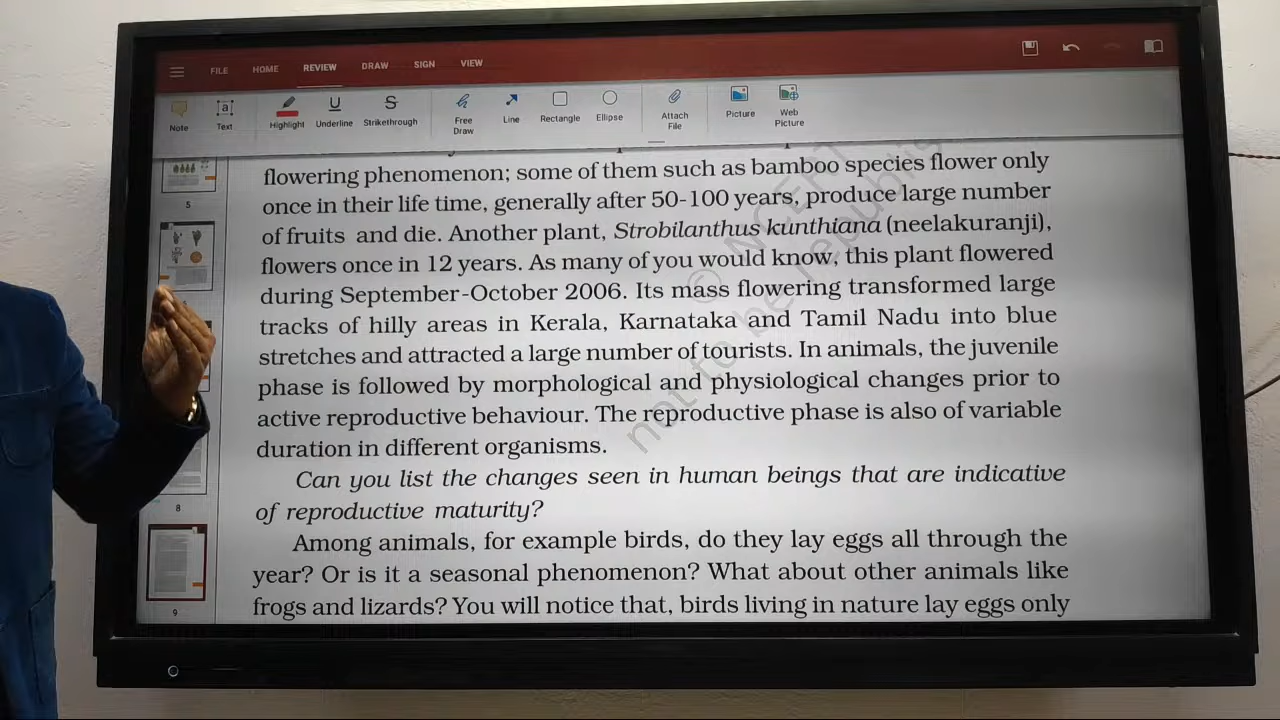 FILE HOME REVIEW DRAW SIGN VIEW
Note Text Highlight Underline Strikethrough Free Draw Line Rectangle Ellipse Attach File Picture Web Picture
flowering phenomenon; some of them such as bamboo species flower only
once in their life time, generally after 50-100 years, produce large number
of fruits and die. Another plant, Strobilanthus kunthiana (neelakuranji),
flowers once in 12 years. As many of you would know, this plant flowered
during September-October 2006. Its mass flowering transformed large
tracks of hilly areas in Kerala, Karnataka and Tamil Nadu into blue
stretches and attracted a large number of tourists. In animals, the juvenile
phase is followed by morphological and physiological changes prior to
active reproductive behaviour. The reproductive phase is also of variable
duration in different organisms.
Can you list the changes seen in human beings that are indicative
of reproductive maturity?
Among animals, for example birds, do they lay eggs all through the
year? Or is it a seasonal phenomenon? What about other animals like
frogs and lizards? You will notice that, birds living in nature lay eggs only
5
8
9
© NCERT
not to be republis